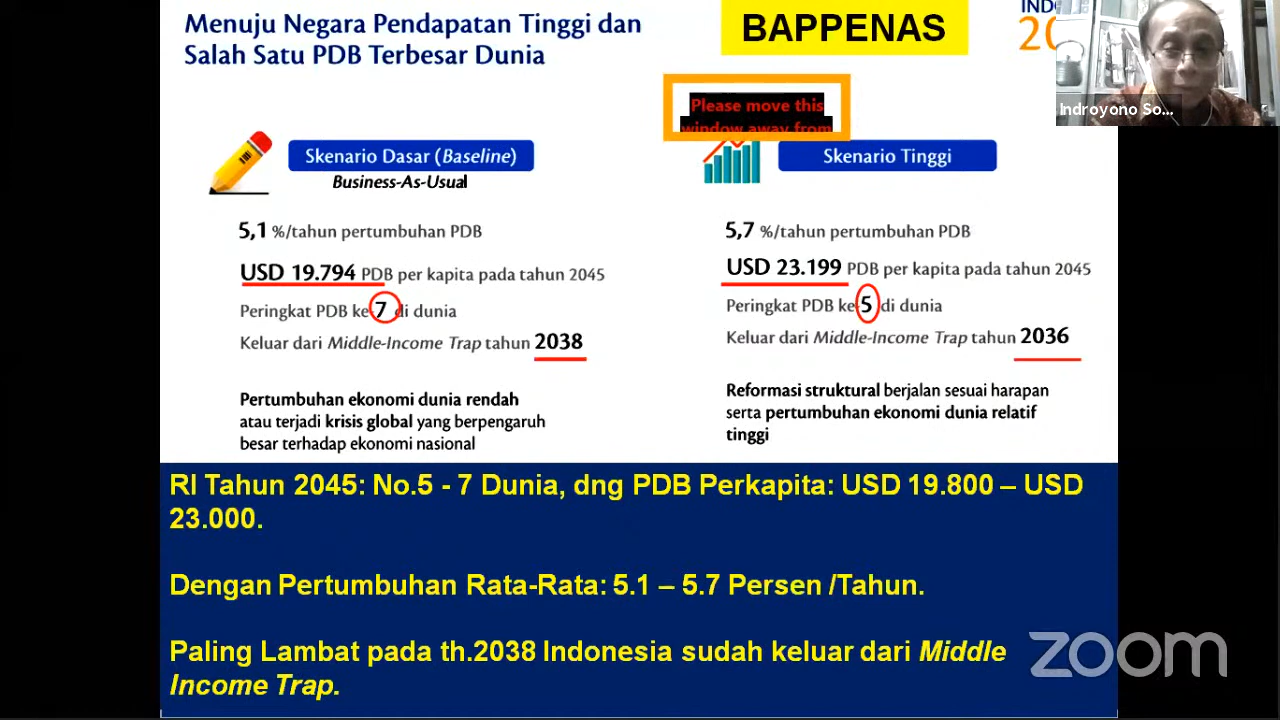 Menuju Negara Pendapatan Tinggi dan
Salah Satu PDB Terbesar Dunia
BAPPENAS
Indroyono So...
Please move this
window away from
Skenario Dasar (Baseline)
Business-As-Usual
5,1 %/tahun pertumbuhan PDB
USD 19.794 PDB per kapita pada tahun 2045
Peringkat PDB ke-7 di dunia
Keluar dari Middle-Income Trap tahun 2038
Pertumbuhan ekonomi dunia rendah
atau terjadi krisis global yang berpengaruh
besar terhadap ekonomi nasional
Skenario Tinggi
5,7 %/tahun pertumbuhan PDB
USD 23.199 PDB per kapita pada tahun 2045
Peringkat PDB ke-5 di dunia
Keluar dari Middle-Income Trap tahun 2036
Reformasi struktural berjalan sesuai harapan
serta pertumbuhan ekonomi dunia relatif
tinggi
RI Tahun 2045: No.5 - 7 Dunia, dng PDB Perkapita: USD 19.800 – USD
23.000.
Dengan Pertumbuhan Rata-Rata: 5.1 – 5.7 Persen /Tahun.
Paling Lambat pada th.2038 Indonesia sudah keluar dari Middle
Income Trap.
zoom